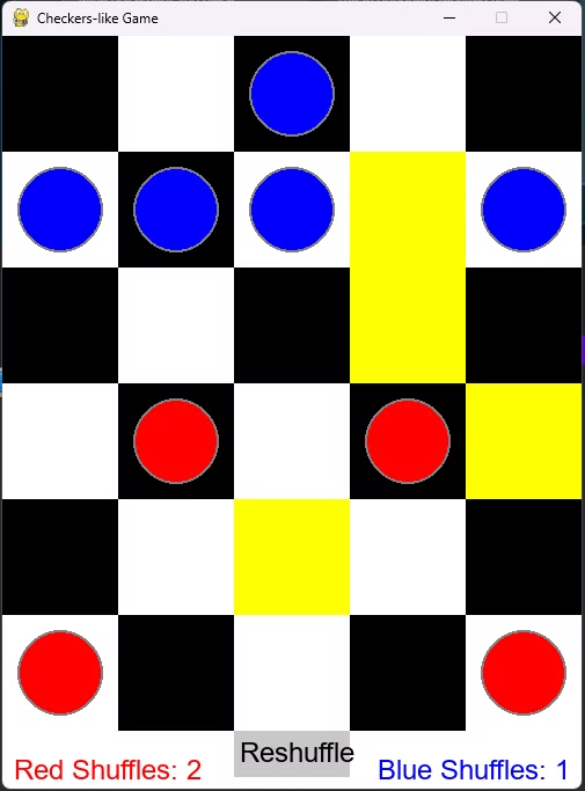 Checkers-like Game
Reshuffle
Red Shuffles: 2
Blue Shuffles: 1